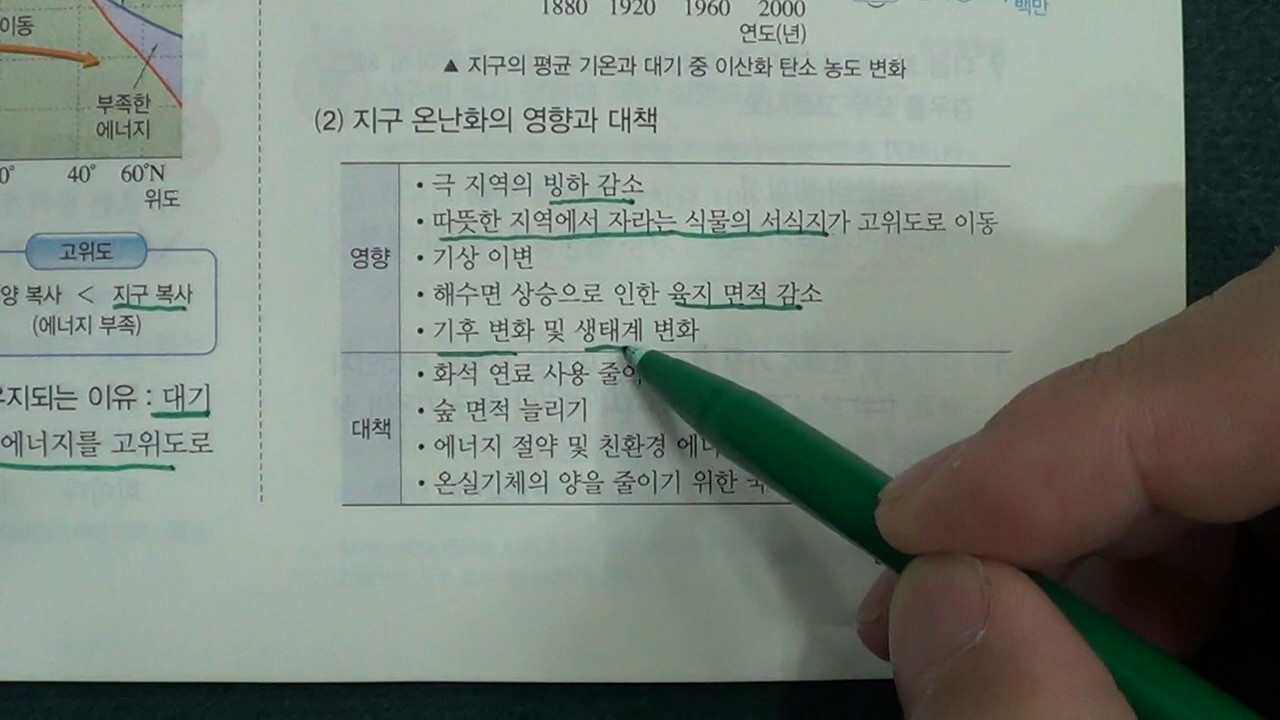 이동
부족한
에너지
40° 60°N
위도
고위도
양 복사 < 지구 복사
(에너지 부족)
유지되는 이유 : 대기
에너지를 고위도로
1880 1920 1960 2000
연도(년)
백만
▲ 지구의 평균 기온과 대기 중 이산화 탄소 농도 변화
(2) 지구 온난화의 영향과 대책
영향
• 극 지역의 빙하 감소
• 따뜻한 지역에서 자라는 식물의 서식지가 고위도로 이동
• 기상 이변
• 해수면 상승으로 인한 육지 면적 감소
• 기후 변화 및 생태계 변화
대책
• 화석 연료 사용
• 숲 면적 늘리기
• 에너지 절약 및 친환경
• 온실기체의 양을 줄이기 위한